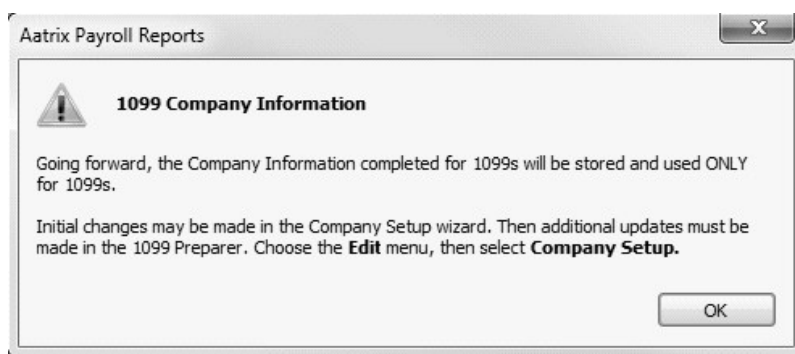 Aatrix Payroll Reports
1099 Company Information
Going forward, the Company Information completed for 1099s will be stored and used ONLY
for 1099s.
Initial changes may be made in the Company Setup wizard. Then additional updates must be
made in the 1099 Preparer. Choose the Edit menu, then select Company Setup.
OK